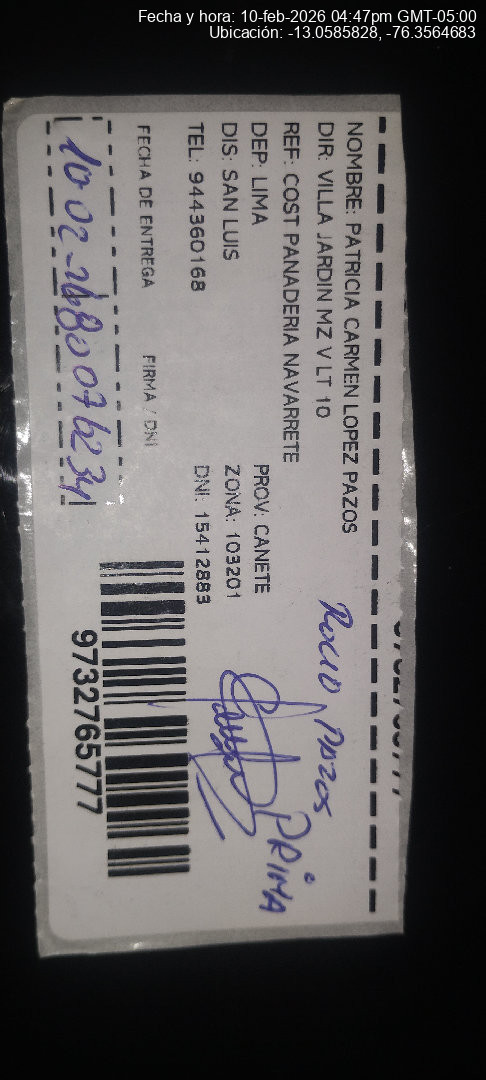 Fecha y hora: 10-feb-2026 04:47pm GMT-05:00
Ubicación: -13.0585828, -76.3564683
NOMBRE: PATRICIA CARMEN LOPEZ PAZOS
DIR: VILLA JARDIN MZ V LT 10
REF: COST PANADERIA NAVARRETE
DEP: LIMA PROV: CANETE
DIS: SAN LUIS ZONA: 103201
TEL: 944360168 DNI: 15412883
FECHA DE ENTREGA FIRMA / DNI
10-02-26
Rocio Pazos
PRIMA
9732765777